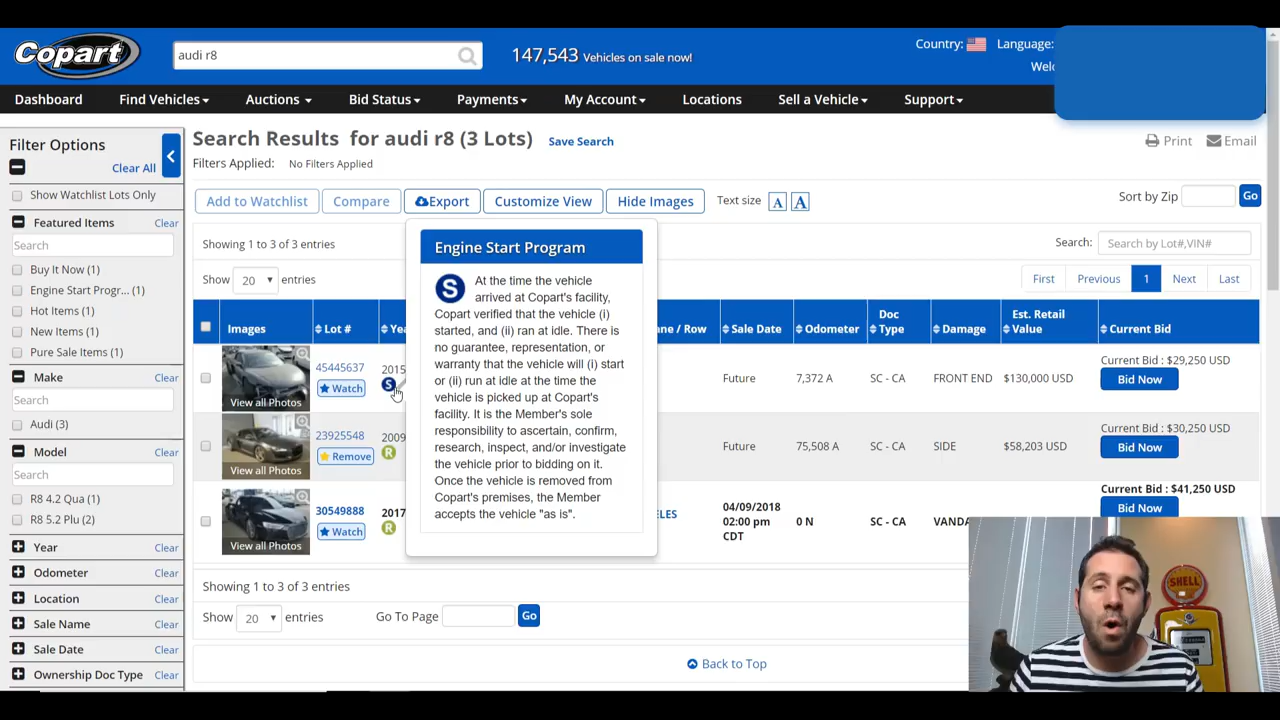 Copart
audi r8
147,543 Vehicles on sale now!
Country:
Language:
Dashboard
Find Vehicles
Auctions
Bid Status
Payments
My Account
Locations
Sell a Vehicle
Support
Filter Options
Clear All
Show Watchlist Lots Only
Featured Items
Clear
Search
Buy It Now (1)
Engine Start Progr... (1)
Hot Items (1)
New Items (1)
Pure Sale Items (1)
Make
Clear
Search
Audi (3)
Model
Clear
Search
R8 4.2 Qua (1)
R8 5.2 Plu (2)
Year
Clear
Odometer
Clear
Location
Clear
Sale Name
Clear
Sale Date
Clear
Ownership Doc Type
Clear
Search Results for audi r8 (3 Lots)
Save Search
Print
Email
Filters Applied: No Filters Applied
Add to Watchlist
Compare
Export
Customize View
Hide Images
Text size A A
Sort by Zip
Go
Showing 1 to 3 of 3 entries
Search: Search by Lot#,VIN#
Show 20 entries
First
Previous
1
Next
Last
Engine Start Program
S At the time the vehicle
arrived at Copart's facility,
Copart verified that the vehicle (i)
started, and (ii) ran at idle. There is
no guarantee, representation, or
warranty that the vehicle will (i) start
or (ii) run at idle at the time the
vehicle is picked up at Copart's
facility. It is the Member's sole
responsibility to ascertain, confirm,
research, inspect, and/or investigate
the vehicle prior to bidding on it.
Once the vehicle is removed from
Copart's premises, the Member
accepts the vehicle "as is".
Images
Lot #
Sale Date
Odometer
Doc
Type
Damage
Est. Retail
Value
Current Bid
View all Photos
45445637
Watch
2015
S
Future
7,372 A
SC - CA
FRONT END
$130,000 USD
Current Bid : $29,250 USD
Bid Now
View all Photos
23925548
Remove
2009
R
Future
75,508 A
SC - CA
SIDE
$58,203 USD
Current Bid : $30,250 USD
Bid Now
View all Photos
30549888
Watch
2017
R
04/09/2018
02:00 pm
CDT
0 N
SC - CA
Current Bid : $41,250 USD
Bid Now
Showing 1 to 3 of 3 entries
Show 20 entries
Go To Page
Go
Back to Top
SHELL